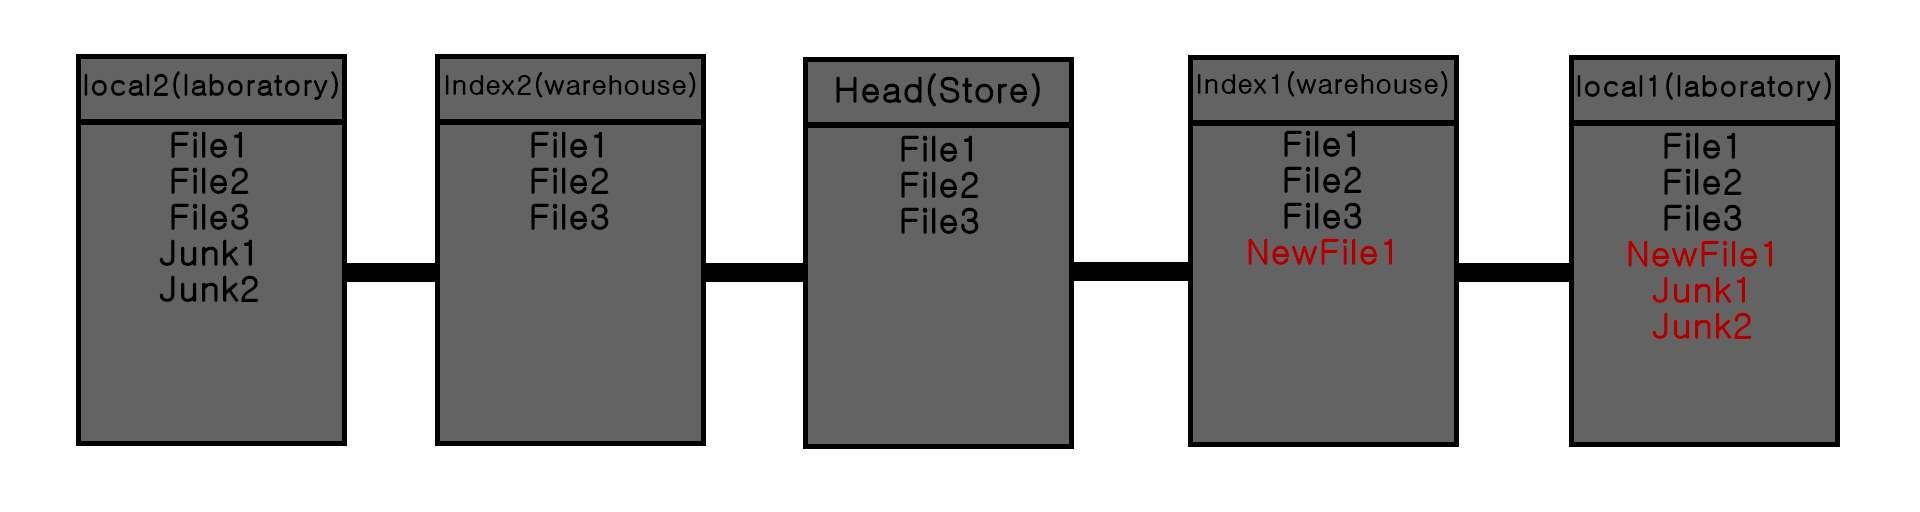 local2(laboratory)
File1
File2
File3
Junk1
Junk2
Index2(warehouse)
File1
File2
File3
Head(Store)
File1
File2
File3
Index1(warehouse)
File1
File2
File3
NewFile1
local1(laboratory)
File1
File2
File3
NewFile1
Junk1
Junk2